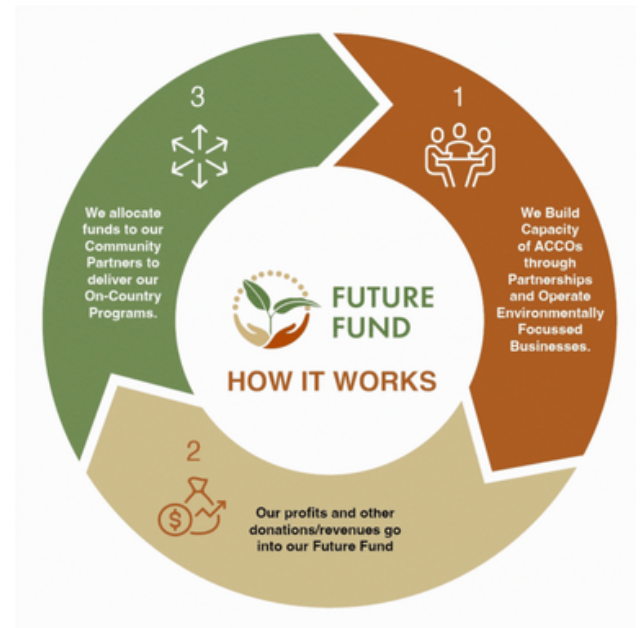 FUTURE
FUND
HOW IT WORKS
1
We Build
Capacity
of ACCOs
through
Partnerships
and Operate
Environmentally
Focussed
Businesses.
2
$
Our profits and other
donations/revenues go
into our Future Fund
3
We allocate
funds to our
Community
Partners to
deliver our
On-Country
Programs.